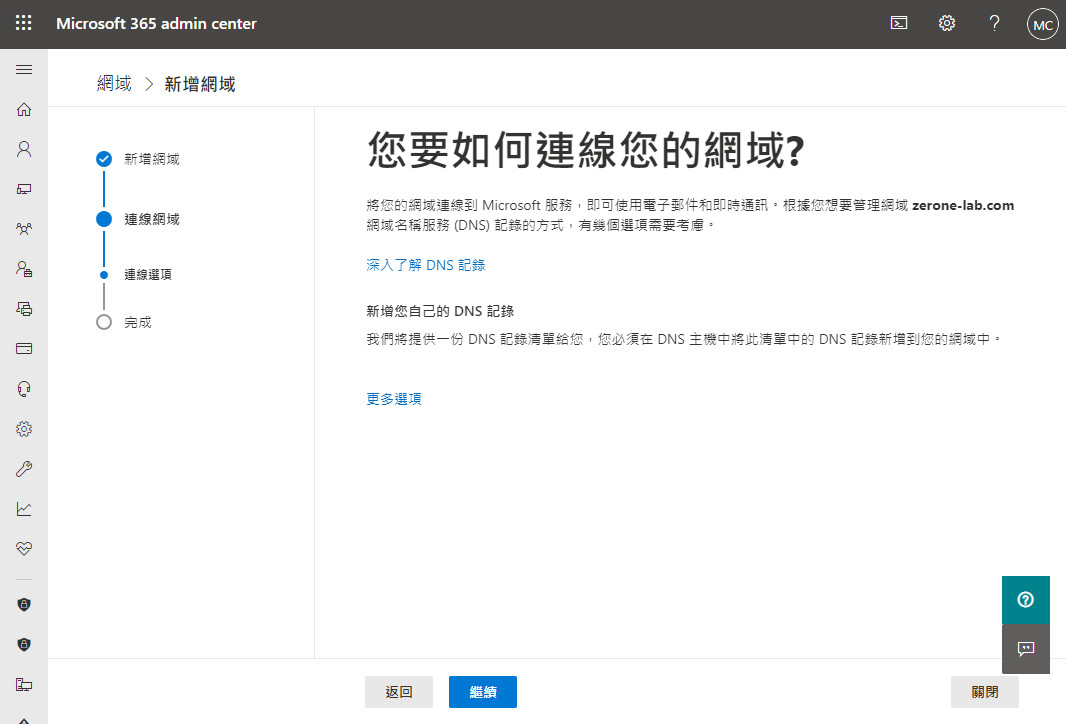 Microsoft 365 admin center
MC
網域 > 新增網域
新增網域
連線網域
連線選項
完成
您要如何連線您的網域?
將您的網域連線到 Microsoft 服務，即可使用電子郵件和即時通訊。根據您想要管理網域 zerone-lab.com
網域名稱服務 (DNS) 記錄的方式，有幾個選項需要考慮。
深入了解 DNS 記錄
新增您自己的 DNS 記錄
我們將提供一份 DNS 記錄清單給您，您必須在 DNS 主機中將此清單中的 DNS 記錄新增到您的網域中。
更多選項
返回
繼續
關閉